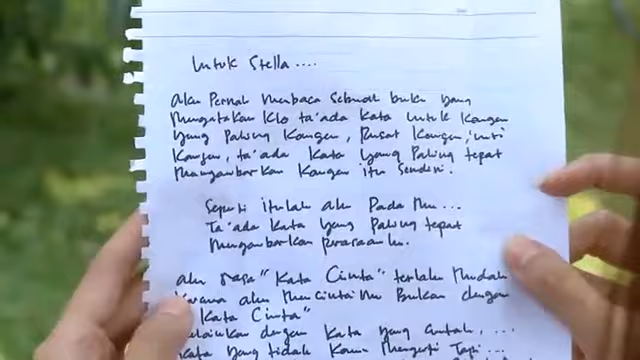 Untuk Stella....
aku Pernah Membaca Sebuah buku yang
Mengatakan Klo ta'ada kata untuk Kangen
yang Paling Kangen, Pusat Kangen, inti
Kangen, ta'ada kata yang Paling tepat
Menggambarkan Kangen itu Sendiri.
Seperti itulah aku Pada Mu...
Ta'ada kata yang Paling tepat
Menggambarkan Perasaanku.
aku rasa "Kata Cinta" terlalu Mudah
Karena aku Mencintai Mu Bukan dengan
Kata Cinta"
Melainkan dengan kata yang entah, ...
Kata yang tidak Kamu Mengerti Tapi...